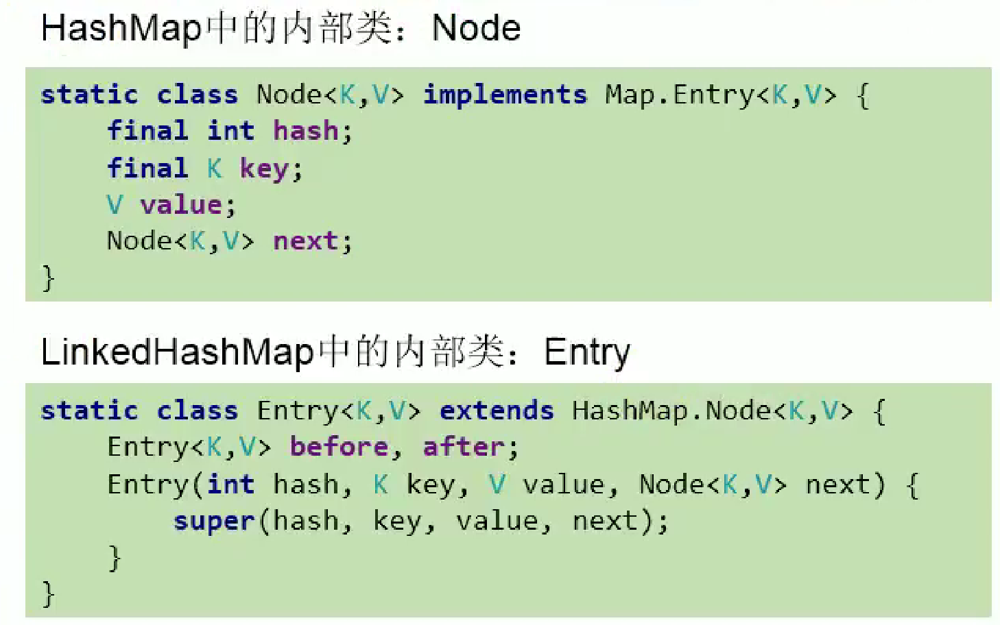 HashMap中的内部类：Node
static class Node<K,V> implements Map.Entry<K,V> {
    final int hash;
    final K key;
    V value;
    Node<K,V> next;
}
LinkedHashMap中的内部类：Entry
static class Entry<K,V> extends HashMap.Node<K,V> {
    Entry<K,V> before, after;
    Entry(int hash, K key, V value, Node<K,V> next) {
        super(hash, key, value, next);
    }
}